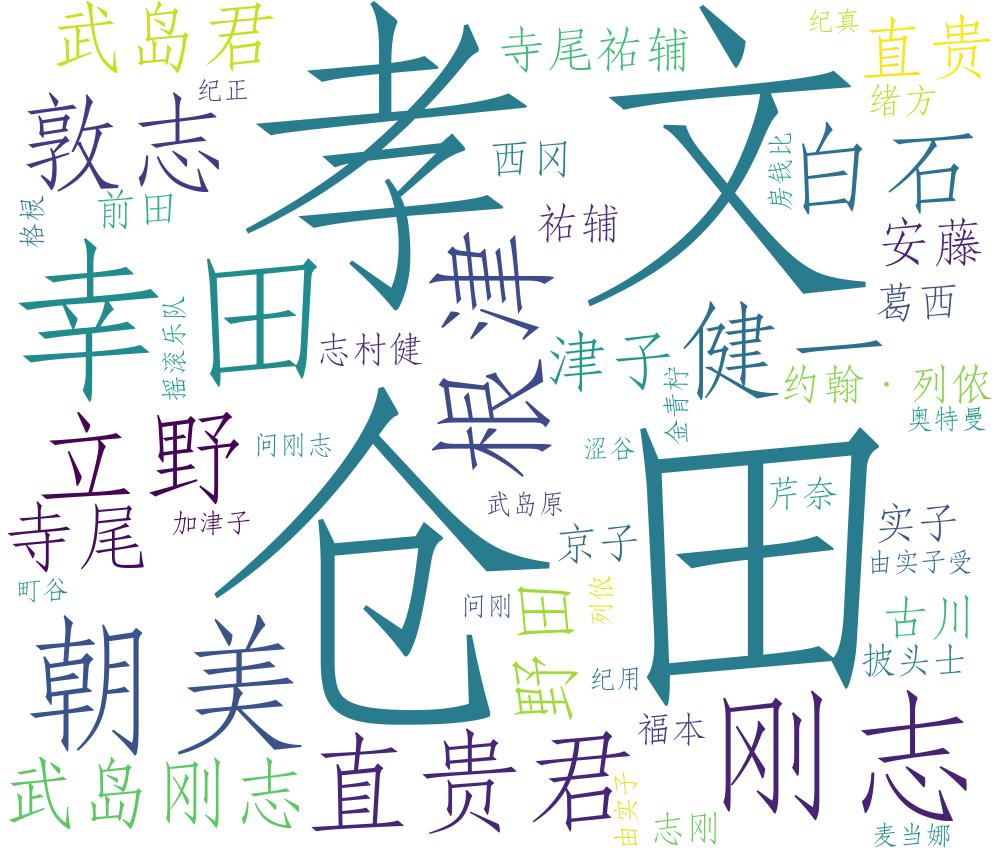 武岛君
孝文
寺尾祐辅
纪真
直贵
纪正
敦志
绪方
西冈
房钱比
白石
格棂
前田
祐辅
安藤
根津
幸田
摇滚乐队
志村健
葛西
津子
健一
金青柠
约翰·列侬
奥特曼
仓田
立野
问刚志
涩谷
武岛原
芹奈
寺尾
加津子
京子
实子
由实子受
町谷
问刚
野田
列侬
古川
朝美
纪用
披头士
福本
刚志
武岛刚志
直贵君
由实子
志刚
麦当娜